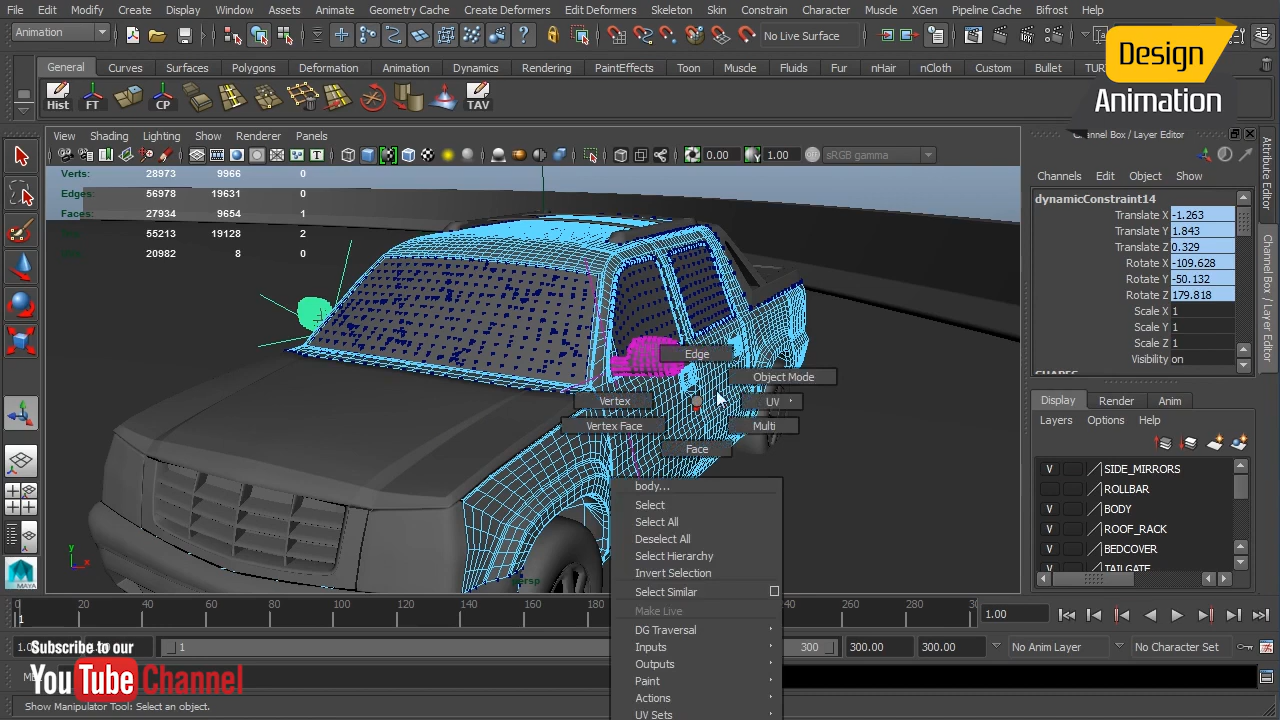 File Edit Modify Create Display Window Assets Animate Geometry Cache Create Deformers Edit Deformers Skeleton Skin Constrain Character Muscle XGen Pipeline Cache Bifrost Help
Animation
No Live Surface
Design
Animation
General Curves Surfaces Polygons Deformation Animation Dynamics Rendering PaintEffects Toon Muscle Fluids Fur nHair nCloth Custom Bullet TUR
Hist FT CP TAV
View Shading Lighting Show Renderer Panels
0.00 1.00 sRGB gamma
Channel Box / Layer Editor
Channels Edit Object Show
Verts: 28973 9966 0
Edges: 56978 19631 0
Faces: 27934 9654 1
55213 19128 2
20982 8 0
dynamicConstraint14
Translate X -1.263
Translate Y 1.843
Translate Z 0.329
Rotate X -109.628
Rotate Y -50.132
Rotate Z 179.818
Scale X 1
Scale Y 1
Scale Z 1
Visibility on
Attribute Editor
Channel Box / Layer Editor
Edge
Object Mode
Vertex
UV
Vertex Face
Multi
Face
Display Render Anim
Layers Options Help
V SIDE_MIRRORS
ROLLBAR
V BODY
V ROOF_RACK
V BEDCOVER
V TAILGATE
body...
Select
Select All
Deselect All
Select Hierarchy
Invert Selection
Select Similar
Make Live
DG Traversal
Inputs
Outputs
Paint
Actions
UV Sets
persp
y
x
MAYA
0 20 40 60 80 100 120 140 160 180 240 260 280
1
1.00
1 300 300.00 300.00 No Anim Layer No Character Set
Subscribe to our
YouTube Channel
Show Manipulator Tool: Select an object.